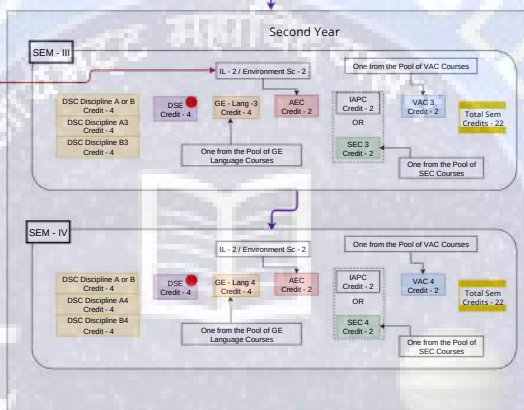 Second Year
SEM - III
IL - 2 / Environment Sc - 2
One from the Pool of VAC Courses
DSC Discipline A or B
Credit - 4
DSC Discipline A3
Credit - 4
DSC Discipline B3
Credit - 4
DSE
Credit - 4
GE - Lang -3
Credit - 4
AEC
Credit - 2
IAPC
Credit - 2
OR
SEC 3
Credit - 2
VAC 3
Credit - 2
Total Sem
Credits - 22
One from the Pool of GE
Language Courses
One from the Pool of
SEC Courses
SEM - IV
IL - 2 / Environment Sc - 2
One from the Pool of VAC Courses
DSC Discipline A or B
Credit - 4
DSC Discipline A4
Credit - 4
DSC Discipline B4
Credit - 4
DSE
Credit - 4
GE - Lang 4
Credit - 4
AEC
Credit - 2
IAPC
Credit - 2
OR
SEC 4
Credit - 2
VAC 4
Credit - 2
Total Sem
Credits - 22
One from the Pool of GE
Language Courses
One from the Pool of
SEC Courses